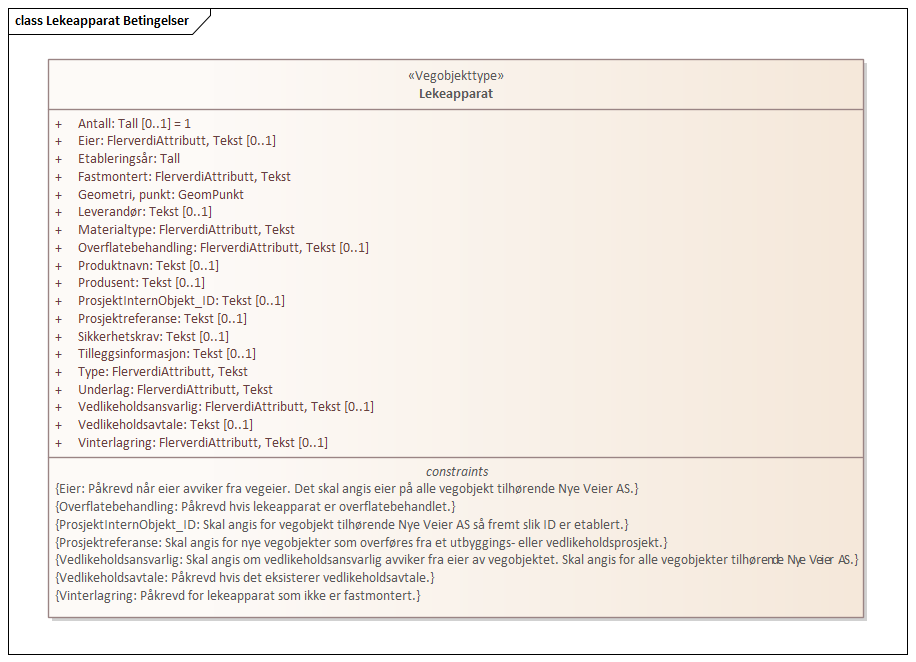 class Lekeapparat Betingelser
«Vegobjekttype»
Lekeapparat
+ Antall: Tall [0..1] = 1
+ Eier: FlerverdiAttributt, Tekst [0..1]
+ Etableringsår: Tall
+ Fastmontert: FlerverdiAttributt, Tekst
+ Geometri, punkt: GeomPunkt
+ Leverandør: Tekst [0..1]
+ Materialtype: FlerverdiAttributt, Tekst
+ Overflatebehandling: FlerverdiAttributt, Tekst [0..1]
+ Produktnavn: Tekst [0..1]
+ Produsent: Tekst [0..1]
+ ProsjektInternObjekt_ID: Tekst [0..1]
+ Prosjektreferanse: Tekst [0..1]
+ Sikkerhetskrav: Tekst [0..1]
+ Tilleggsinformasjon: Tekst [0..1]
+ Type: FlerverdiAttributt, Tekst
+ Underlag: FlerverdiAttributt, Tekst
+ Vedlikeholdsansvarlig: FlerverdiAttributt, Tekst [0..1]
+ Vedlikeholdsavtale: Tekst [0..1]
+ Vinterlagring: FlerverdiAttributt, Tekst [0..1]
constraints
{Eier: Påkrevd når eier avviker fra vegeier. Det skal angis eier på alle vegobjekt tilhørende Nye Veier AS.}
{Overflatebehandling: Påkrevd hvis lekeapparat er overflatebehandlet.}
{ProsjektInternObjekt_ID: Skal angis for vegobjekt tilhørende Nye Veier AS så fremt slik ID er etablert.}
{Prosjektreferanse: Skal angis for nye vegobjekter som overføres fra et utbyggings- eller vedlikeholdsprosjekt.}
{Vedlikeholdsansvarlig: Skal angis om vedlikeholdsansvarlig avviker fra eier av vegobjektet. Skal angis for alle vegobjekter tilhørende Nye Veier AS.}
{Vedlikeholdsavtale: Påkrevd hvis det eksisterer vedlikeholdsavtale.}
{Vinterlagring: Påkrevd for lekeapparat som ikke er fastmontert.}